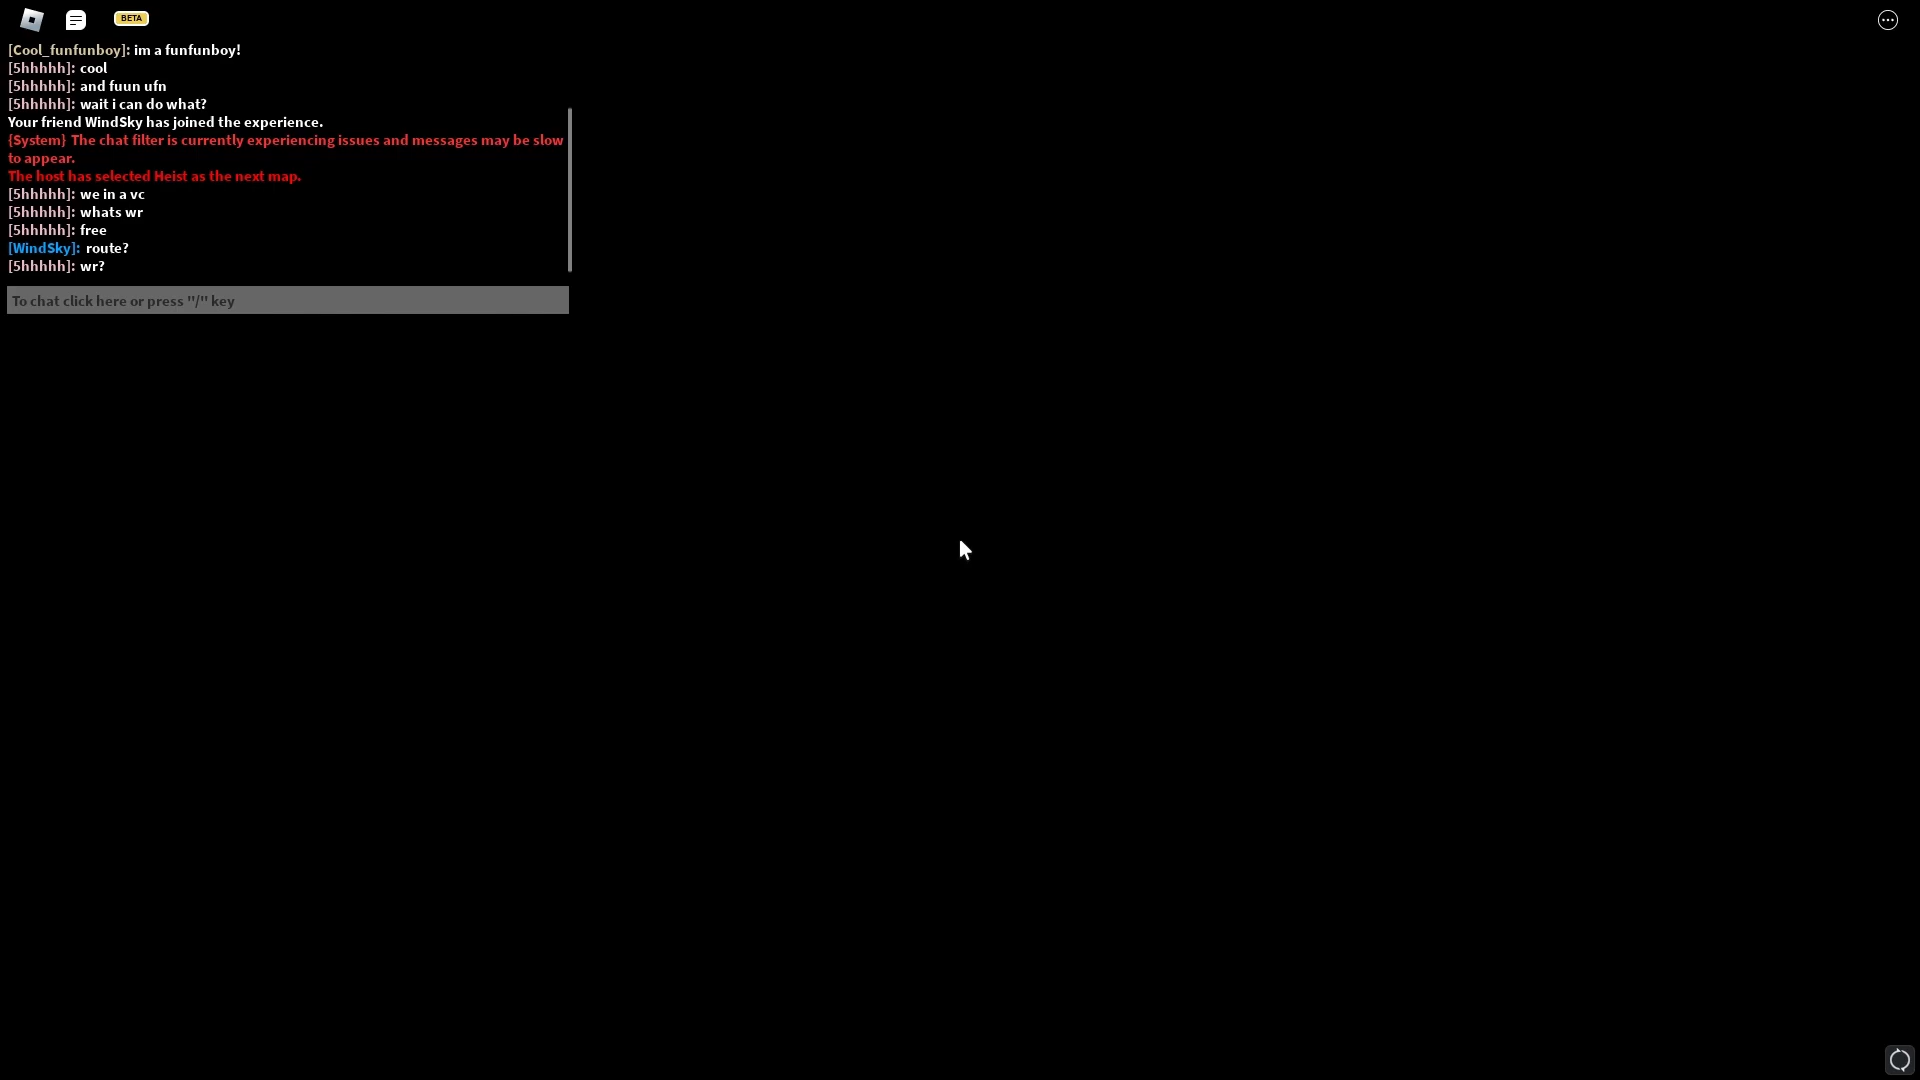 BETA
[Cool_funfunboy]: im a funfunboy!
[5hhhhh]: cool
[5hhhhh]: and fuun ufn
[5hhhhh]: wait i can do what?
Your friend WindSky has joined the experience.
{System} The chat filter is currently experiencing issues and messages may be slow
to appear.
The host has selected Heist as the next map.
[5hhhhh]: we in a vc
[5hhhhh]: whats wr
[5hhhhh]: free
[WindSky]: route?
[5hhhhh]: wr?
To chat click here or press "/" key